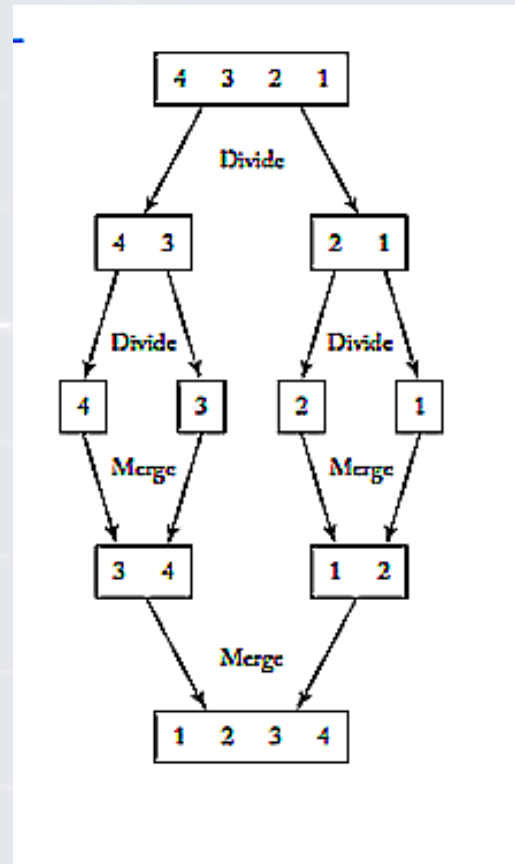 4 3 2 1
Divide
4 3 2 1
Divide Divide
4 3 2 1
Merge Merge
3 4 1 2
Merge
1 2 3 4